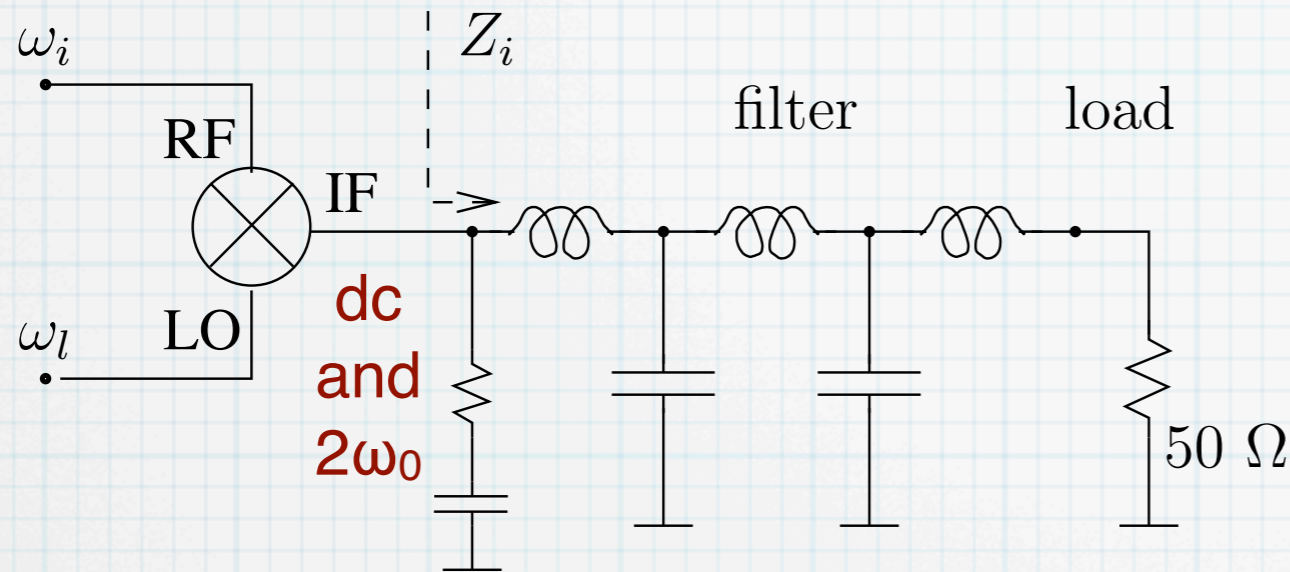 ωᵢ
Zᵢ
filter
load
RF
IF
dc
LO
ωₗ
and
2ω₀
50 Ω